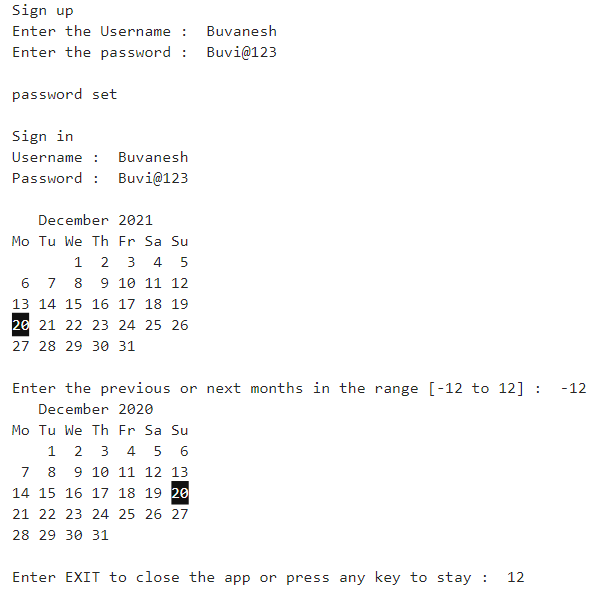 Sign up
Enter the Username :  Buvanesh
Enter the password :  Buvi@123
password set
Sign in
Username :  Buvanesh
Password :  Buvi@123
   December 2021
Mo Tu We Th Fr Sa Su
       1  2  3  4  5
 6  7  8  9 10 11 12
13 14 15 16 17 18 19
20 21 22 23 24 25 26
27 28 29 30 31
Enter the previous or next months in the range [-12 to 12] :  -12
   December 2020
Mo Tu We Th Fr Sa Su
    1  2  3  4  5  6
 7  8  9 10 11 12 13
14 15 16 17 18 19 20
21 22 23 24 25 26 27
28 29 30 31
Enter EXIT to close the app or press any key to stay :  12